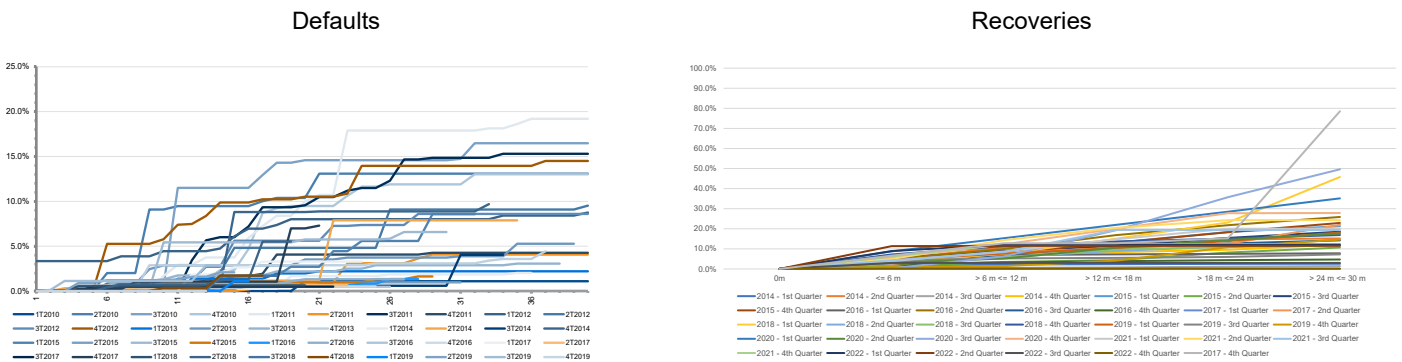 Defaults
25.0%
20.0%
15.0%
10.0%
5.0%
0.0%
1 6 11 16 21 26 31 36
1T2010 2T2010 3T2010 4T2010 1T2011 2T2011 3T2011 4T2011 1T2012 2T2012
3T2012 4T2012 1T2013 2T2013 3T2013 4T2013 1T2014 2T2014 3T2014 4T2014
1T2015 2T2015 3T2015 4T2015 1T2016 2T2016 3T2016 4T2016 1T2017 2T2017
3T2017 4T2017 1T2018 2T2018 3T2018 4T2018 1T2019 2T2019 3T2019 4T2019
Recoveries
100.0%
90.0%
80.0%
70.0%
60.0%
50.0%
40.0%
30.0%
20.0%
10.0%
0.0%
0m <= 6 m > 6 m <= 12 m > 12 m <= 18 m > 18 m <= 24 m > 24 m <= 30 m
2014 - 1st Quarter 2014 - 2nd Quarter 2014 - 3rd Quarter 2014 - 4th Quarter 2015 - 1st Quarter 2015 - 2nd Quarter 2015 - 3rd Quarter
2015 - 4th Quarter 2016 - 1st Quarter 2016 - 2nd Quarter 2016 - 3rd Quarter 2016 - 4th Quarter 2017 - 1st Quarter 2017 - 2nd Quarter
2018 - 1st Quarter 2018 - 2nd Quarter 2018 - 3rd Quarter 2018 - 4th Quarter 2019 - 1st Quarter 2019 - 3rd Quarter 2019 - 4th Quarter
2020 - 1st Quarter 2020 - 2nd Quarter 2020 - 3rd Quarter 2020 - 4th Quarter 2021 - 1st Quarter 2021 - 2nd Quarter 2021 - 3rd Quarter
2021 - 4th Quarter 2022 - 1st Quarter 2022 - 2nd Quarter 2022 - 3rd Quarter 2022 - 4th Quarter 2017 - 4th Quarter